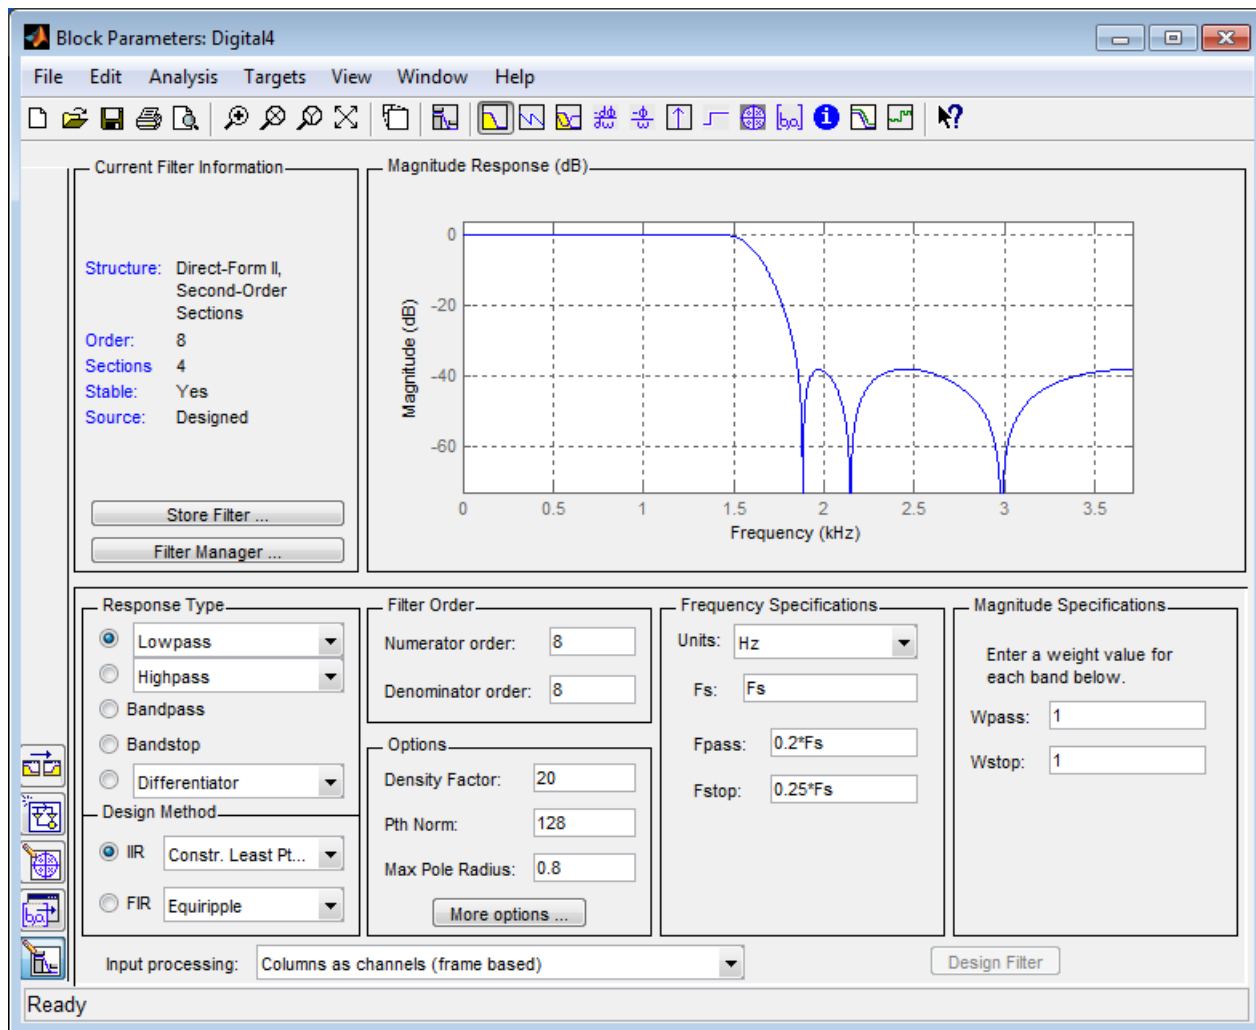 Block Parameters: Digital4
File Edit Analysis Targets View Window Help
Current Filter Information
Structure: Direct-Form II,
Second-Order
Sections
Order: 8
Sections 4
Stable: Yes
Source: Designed
Store Filter ...
Filter Manager ...
Magnitude Response (dB)
Magnitude (dB)
0
-20
-40
-60
0 0.5 1 1.5 2 2.5 3 3.5
Frequency (kHz)
Response Type
Lowpass
Highpass
Bandpass
Bandstop
Differentiator
Design Method
IIR Constr. Least Pt...
FIR Equiripple
Filter Order
Numerator order: 8
Denominator order: 8
Options
Density Factor: 20
Pth Norm: 128
Max Pole Radius: 0.8
More options ...
Frequency Specifications
Units: Hz
Fs: Fs
Fpass: 0.2*Fs
Fstop: 0.25*Fs
Magnitude Specifications
Enter a weight value for
each band below.
Wpass: 1
Wstop: 1
Input processing: Columns as channels (frame based)
Design Filter
Ready